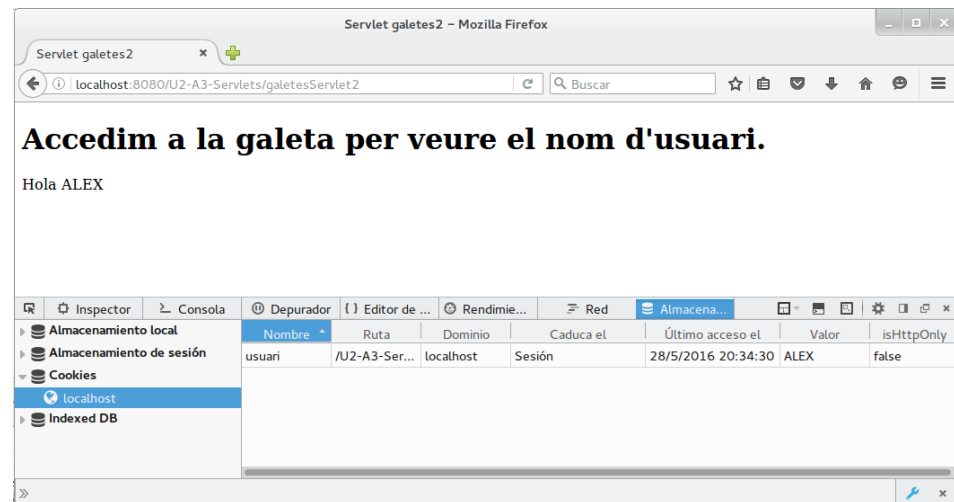 Servlet galetes2 – Mozilla Firefox
Servlet galetes2
localhost:8080/U2-A3-Servlets/galetesServlet2
Buscar
Accedim a la galeta per veure el nom d'usuari.
Hola ALEX
Inspector Consola Depurador Editor de ... Rendimie... Red Almacena...
Almacenamiento local
Almacenamiento de sesión
Cookies
localhost
Indexed DB
Nombre Ruta Dominio Caduca el Último acceso el Valor isHttpOnly
usuari /U2-A3-Ser... localhost Sesión 28/5/2016 20:34:30 ALEX false